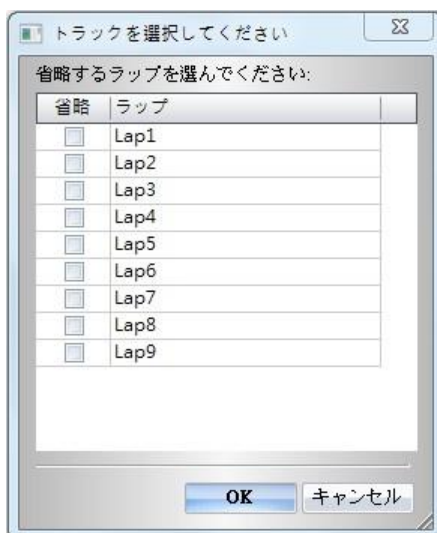 トラックを選択してください
省略するラップを選んでください:
省略 ラップ
Lap1
Lap2
Lap3
Lap4
Lap5
Lap6
Lap7
Lap8
Lap9
OK キャンセル